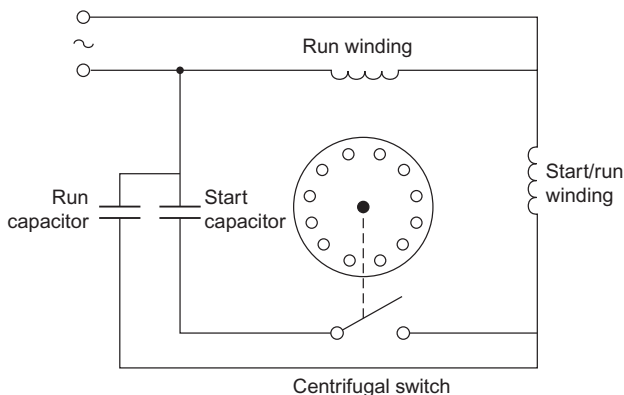 Run winding
Start/run
winding
Run
capacitor
Start
capacitor
Centrifugal switch